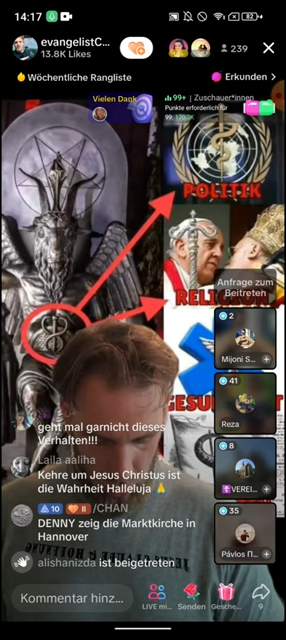 14:17
82
evangelistC...
13.8K Likes
239
Wöchentliche Rangliste
Erkunden >
Vielen Dank
99+ | Zuschauer*innen
Punkte erforderlich für
POLITIK
RELIGION
Anfrage zum
Beitreten
2
Mijoni S...
41
Reza
8
VEREI...
35
Pávlos Π...
geht mal garnicht dieses
Verhalten!!!
Laila aaliha
Kehre um Jesus Christus ist
die Wahrheit Halleluja 🙏
10 II /CHAN
DENNY zeig die Marktkirche in
Hannover
alishanizda ist beigetreten
Kommentar hinz...
LIVE mi...
Senden
Gesche...
9